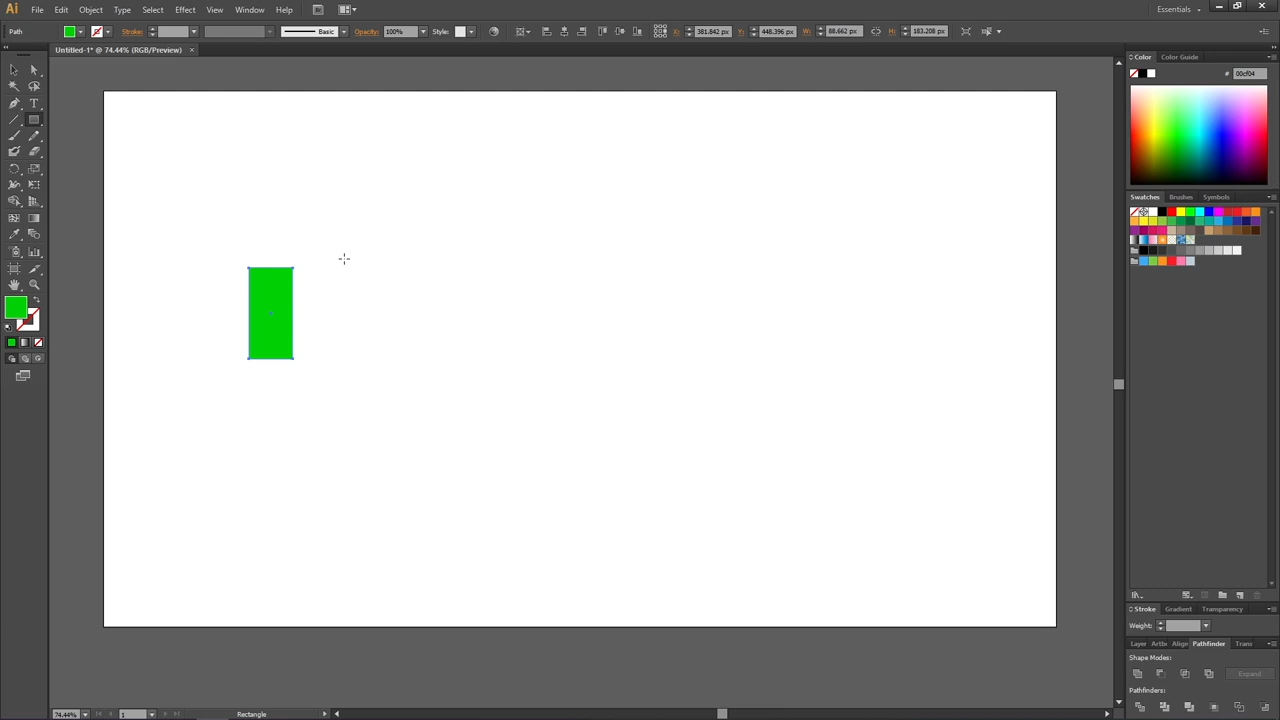 Ai File Edit Object Type Select Effect View Window Help Br Essentials
Path Stroke: Basic Opacity: 100% Style: X: 381.842 px Y: 448.396 px W: 88.662 px H: 183.208 px
Untitled-1* @ 74.44% (RGB/Preview) ×
Color Color Guide
# 00cf04
Swatches Brushes Symbols
T
Stroke Gradient Transparency
Weight:
Layer Artb Align Pathfinder Trans
Shape Modes:
Expand
Pathfinders:
74.44% 1 Rectangle